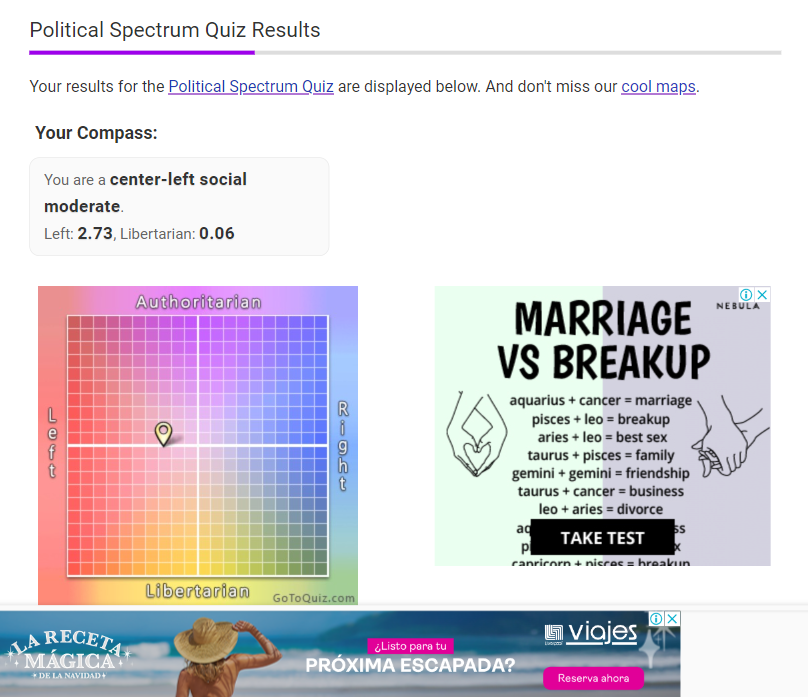 Political Spectrum Quiz Results
Your results for the Political Spectrum Quiz are displayed below. And don't miss our cool maps.
Your Compass:
You are a center-left social
moderate.
Left: 2.73, Libertarian: 0.06
Authoritarian
Left
Right
Libertarian
GoToQuiz.com
NEBULA
MARRIAGE
VS BREAKUP
aquarius + cancer = marriage
pisces + leo = breakup
aries + leo = best sex
taurus + pisces = family
gemini + gemini = friendship
taurus + cancer = business
leo + aries = divorce
TAKE TEST
capricorn + pisces = breakup
LA RECETA
MÁGICA
DE LA NAVIDAD
¿Listo para tu
PRÓXIMA ESCAPADA?
viajes
Reserva ahora